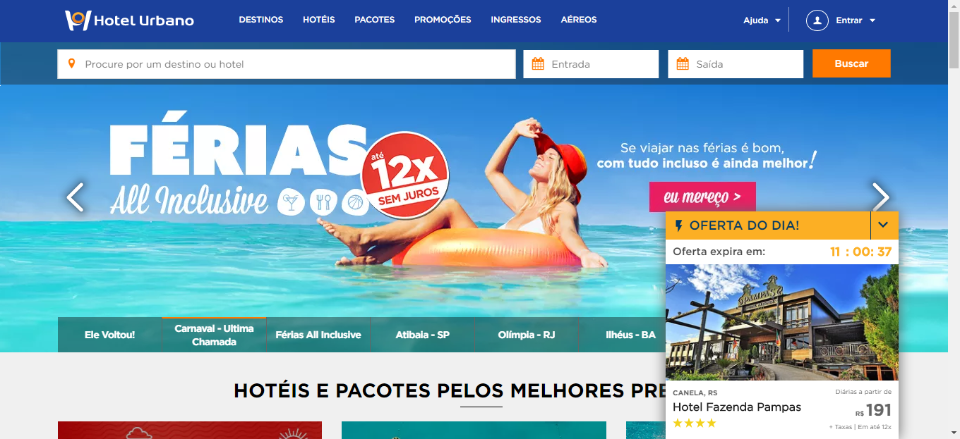 Hotel Urbano
DESTINOS HOTÉIS PACOTES PROMOÇÕES INGRESSOS AÉREOS
Ajuda Entrar
Procure por um destino ou hotel
Entrada
Saída
Buscar
FÉRIAS
All Inclusive
até
12X
SEM JUROS
Se viajar nas férias é bom,
com tudo incluso é ainda melhor!
eu mereço >
Ele Voltou!
Carnaval - Ultima
Chamada
Férias All Inclusive
Atibaia - SP
Olímpia - RJ
Ilhéus - BA
OFERTA DO DIA!
Oferta expira em: 11 : 00 : 37
CANELA, RS
Hotel Fazenda Pampas
Diárias a partir de
R$ 191
+ Taxas | Em até 12x
HOTÉIS E PACOTES PELOS MELHORES PRE